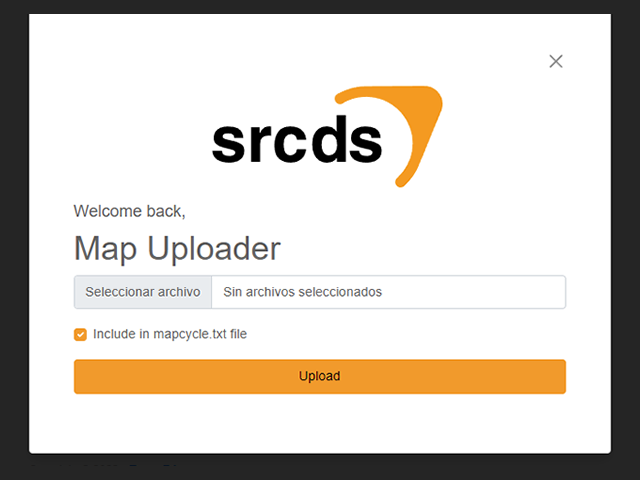 srcds
Welcome back,
Map Uploader
Seleccionar archivo Sin archivos seleccionados
Include in mapcycle.txt file
Upload